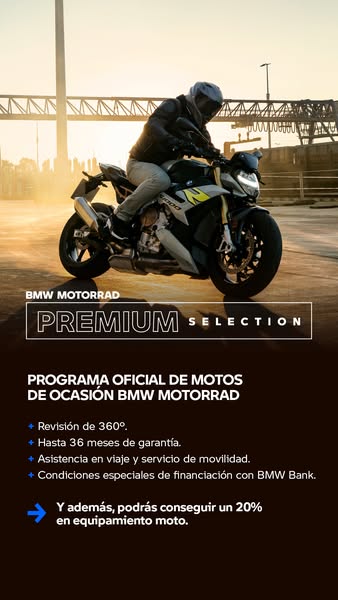 BMW MOTORRAD
PREMIUM SELECTION
PROGRAMA OFICIAL DE MOTOS
DE OCASIÓN BMW MOTORRAD
+ Revisión de 360º.
+ Hasta 36 meses de garantía.
+ Asistencia en viaje y servicio de movilidad.
+ Condiciones especiales de financiación con BMW Bank.
Y además, podrás conseguir un 20%
en equipamiento moto.